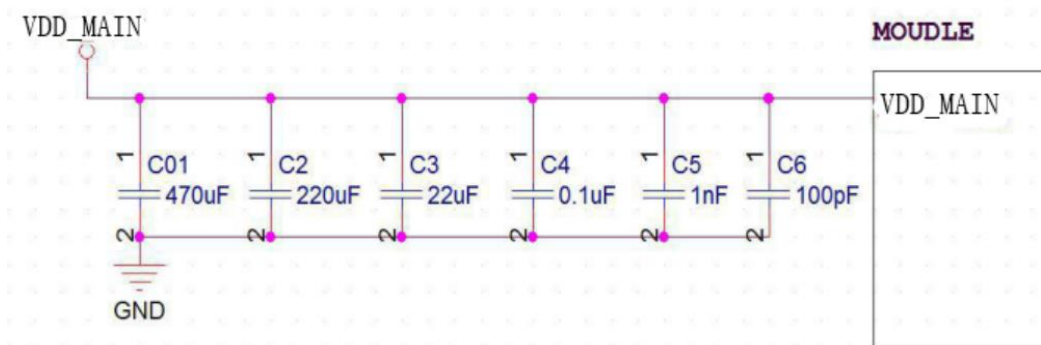 VDD_MAIN
MOUDLE
VDD_MAIN
1 C01 470uF 2
1 C2 220uF 2
1 C3 22uF 2
1 C4 0.1uF 2
1 C5 1nF 2
1 C6 100pF 2
GND